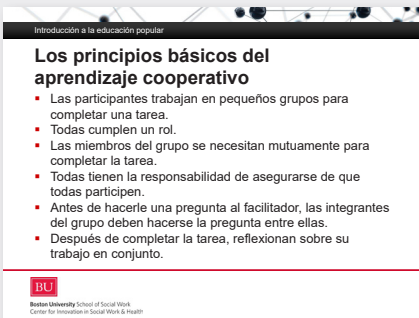 Introducción a la educación popular
Los principios básicos del
aprendizaje cooperativo
▪ Las participantes trabajan en pequeños grupos para
completar una tarea.
▪ Todas cumplen un rol.
▪ Las miembros del grupo se necesitan mutuamente para
completar la tarea.
▪ Todas tienen la responsabilidad de asegurarse de que
todas participen.
▪ Antes de hacerle una pregunta al facilitador, las integrantes
del grupo deben hacerse la pregunta entre ellas.
▪ Después de completar la tarea, reflexionan sobre su
trabajo en conjunto.
BU
Boston University School of Social Work
Center for Innovation in Social Work & Health